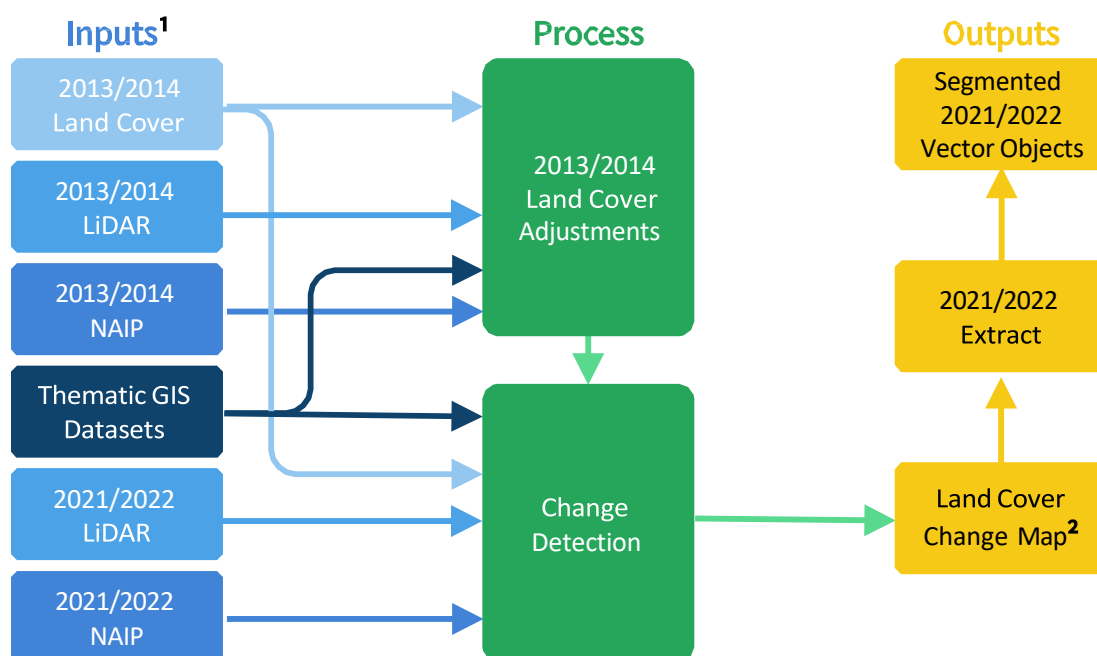 Inputs¹
2013/2014
Land Cover
2013/2014
LiDAR
2013/2014
NAIP
Thematic GIS
Datasets
2021/2022
LiDAR
2021/2022
NAIP
Process
2013/2014
Land Cover
Adjustments
Change
Detection
Outputs
Segmented
2021/2022
Vector Objects
2021/2022
Extract
Land Cover
Change Map²